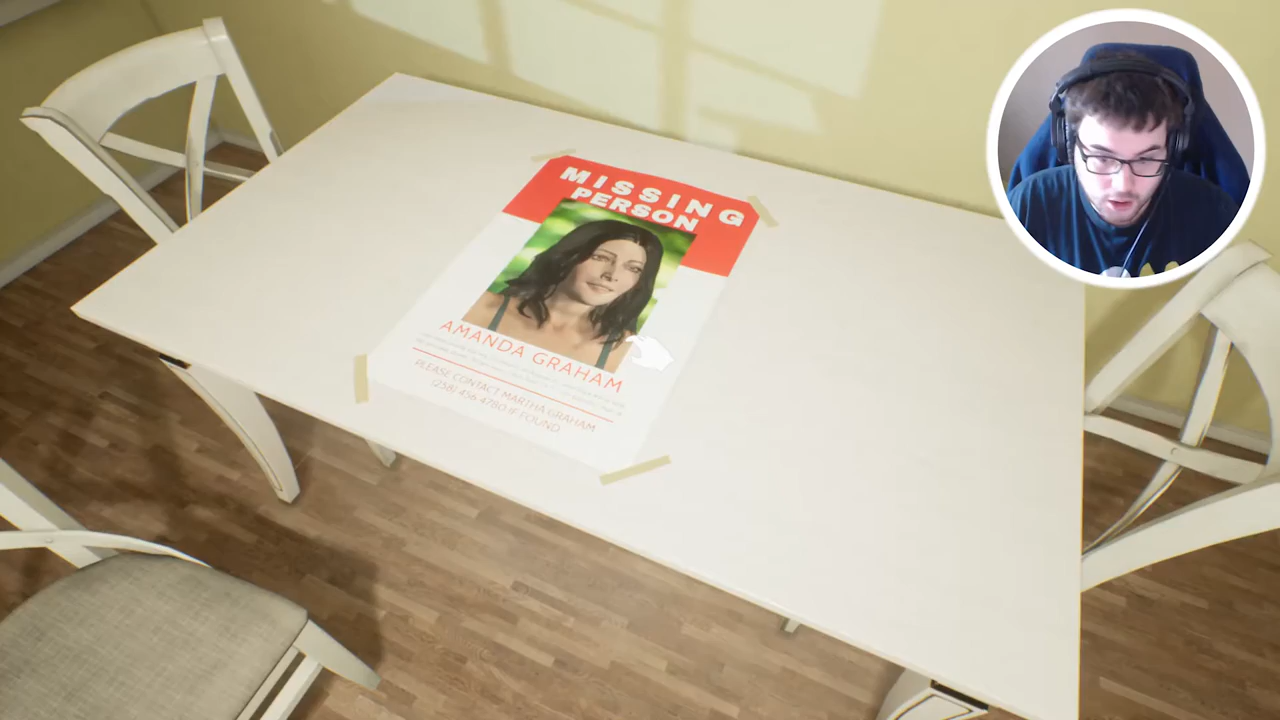 MISSING
PERSON
AMANDA GRAHAM
PLEASE CONTACT MARTHA GRAHAM
(258) 456-4780 IF FOUND